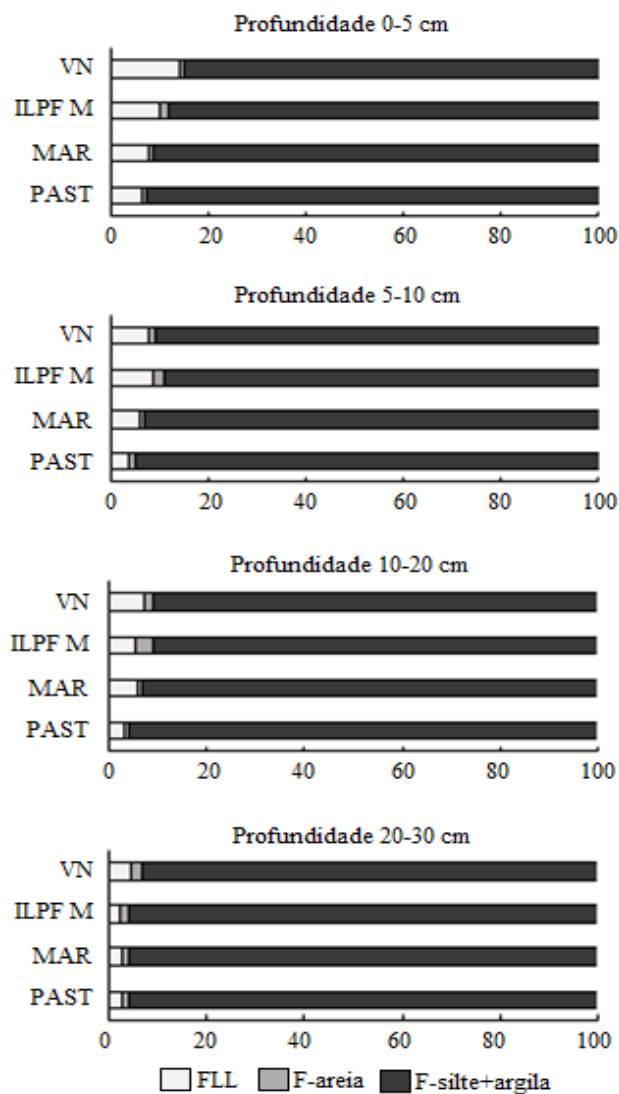 Profundidade 0-5 cm
VN
ILPF M
MAR
PAST
0 20 40 60 80 100
Profundidade 5-10 cm
VN
ILPF M
MAR
PAST
0 20 40 60 80 100
Profundidade 10-20 cm
VN
ILPF M
MAR
PAST
0 20 40 60 80 100
Profundidade 20-30 cm
VN
ILPF M
MAR
PAST
0 20 40 60 80 100
FLL F-areia F-silte+argila